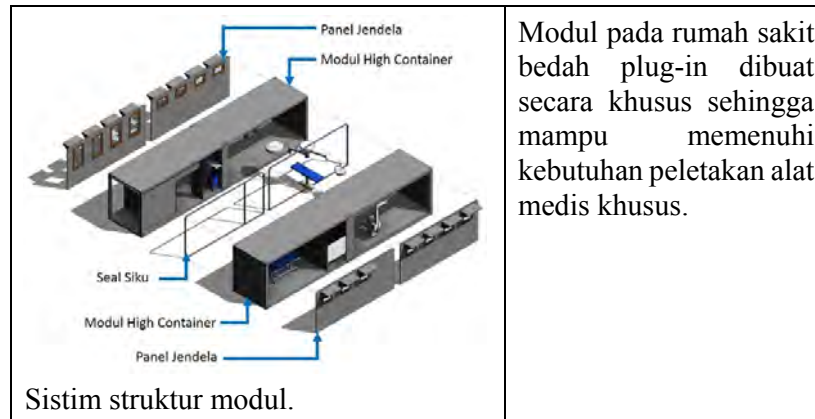 Panel Jendela
Modul High Container
Seal Siku
Modul High Container
Panel Jendela
Sistim struktur modul.
Modul pada rumah sakit
bedah plug-in dibuat
secara khusus sehingga
mampu memenuhi
kebutuhan peletakan alat
medis khusus.